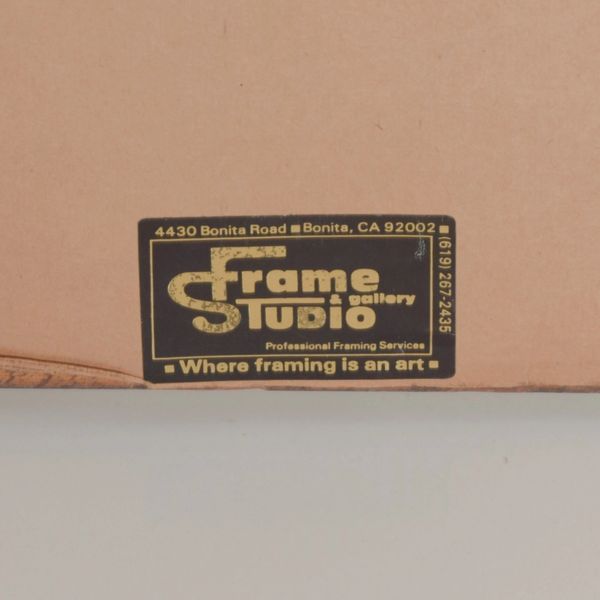 4430 Bonita Road ■ Bonita, CA 92002 ■
(619) 267-2435
Frame
& gallery
STUDIO
Professional Framing Services
■ Where framing is an art ■